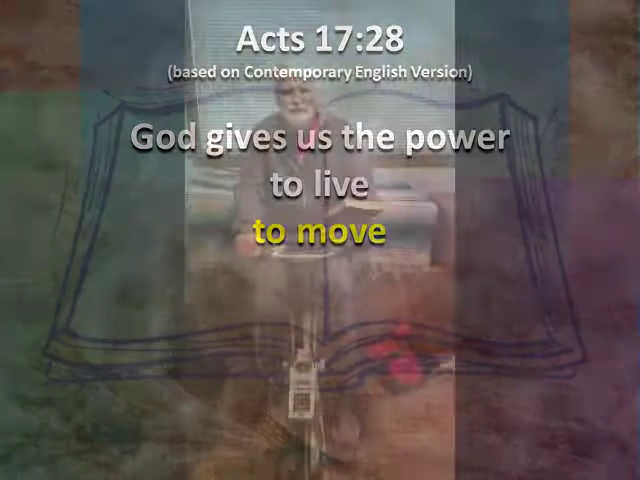 Acts 17:28
(based on Contemporary English Version)
God gives us the power
to live
to move